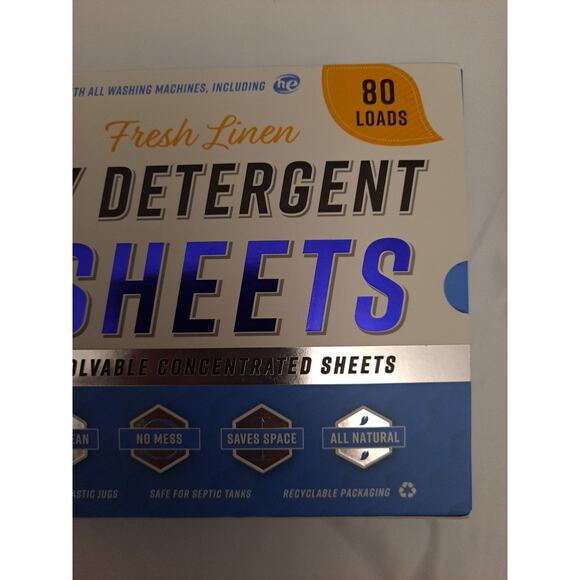 TH ALL WASHING MACHINES, INCLUDING he
80
LOADS
Fresh Linen
Y DETERGENT
SHEETS
OLVABLE CONCENTRATED SHEETS
EAN
NO MESS
SAVES SPACE
ALL NATURAL
ASTIC JUGS
SAFE FOR SEPTIC TANKS
RECYCLABLE PACKAGING